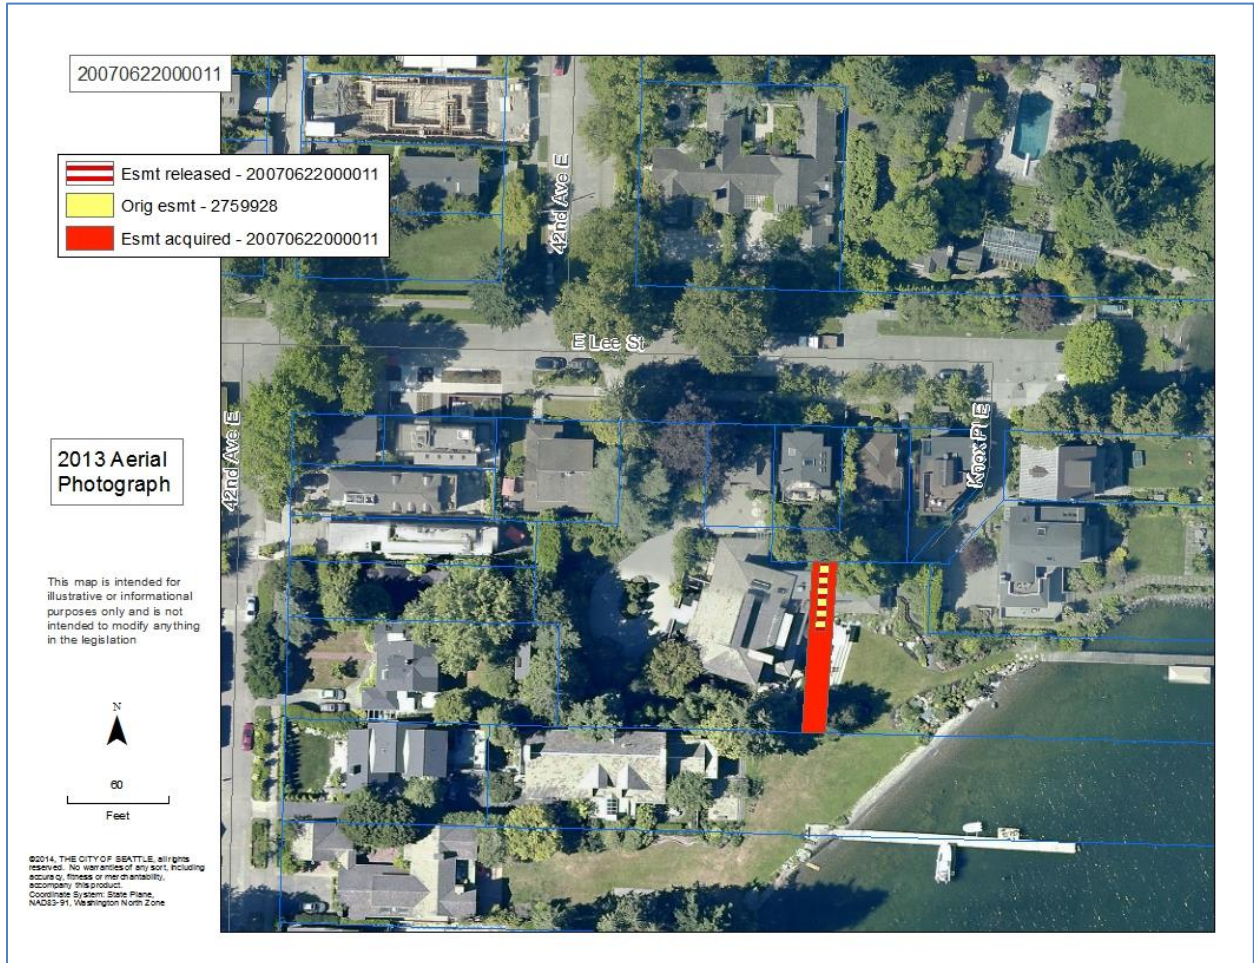 20070622000011
Esmt released - 20070622000011
Orig esmt - 2759928
Esmt acquired - 20070622000011
42nd Ave E
E Lee St
Knox Pl E
42nd Ave E
2013 Aerial
Photograph
This map is intended for
illustrative or informational
purposes only and is not
intended to modify anything
in the legislation
N
60
Feet
©2014, THE CITY OF SEATTLE, all rights
reserved. No warranties of any sort, including
accuracy, fitness or merchantability,
accompany this product.
Coordinate System: State Plane,
NAD83-91, Washington North Zone